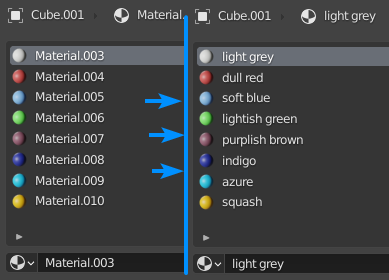 Cube.001 Material.
Material.003
Material.004
Material.005
Material.006
Material.007
Material.008
Material.009
Material.010
Material.003
Cube.001 light grey
light grey
dull red
soft blue
lightish green
purplish brown
indigo
azure
squash
light grey